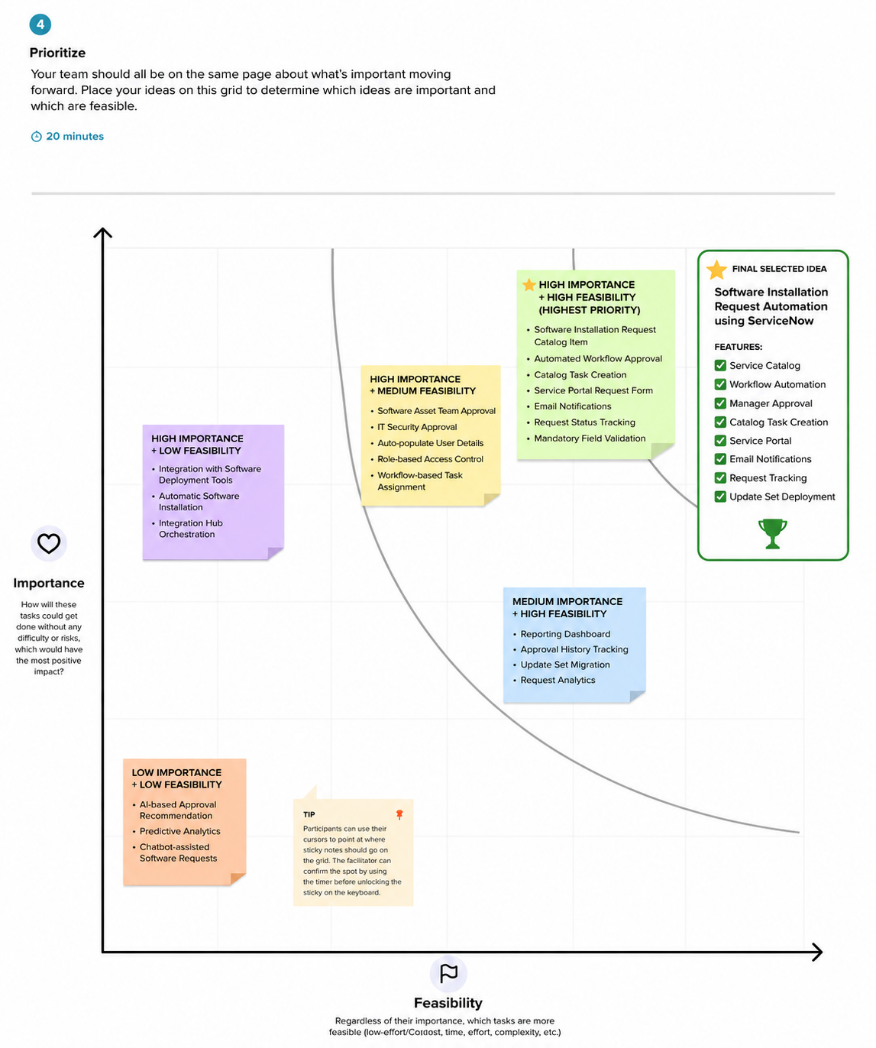 4
Prioritize
Your team should all be on the same page about what's important moving
forward. Place your ideas on this grid to determine which ideas are important and
which are feasible.
20 minutes
HIGH IMPORTANCE
+ HIGH FEASIBILITY
(HIGHEST PRIORITY)
• Software Installation Request
Catalog Item
• Automated Workflow Approval
• Catalog Task Creation
• Service Portal Request Form
• Email Notifications
• Request Status Tracking
• Mandatory Field Validation
FINAL SELECTED IDEA
Software Installation
Request Automation
using ServiceNow
FEATURES:
Service Catalog
Workflow Automation
Manager Approval
Catalog Task Creation
Service Portal
Email Notifications
Request Tracking
Update Set Deployment
HIGH IMPORTANCE
+ MEDIUM FEASIBILITY
• Software Asset Team Approval
• IT Security Approval
• Auto-populate User Details
• Role-based Access Control
• Workflow-based Task
Assignment
HIGH IMPORTANCE
+ LOW FEASIBILITY
• Integration with Software
Deployment Tools
• Automatic Software
Installation
• Integration Hub
Orchestration
Importance
How will these
tasks could get
done without any
difficulty or risks,
which would have
the most positive
impact?
MEDIUM IMPORTANCE
+ HIGH FEASIBILITY
• Reporting Dashboard
• Approval History Tracking
• Update Set Migration
• Request Analytics
LOW IMPORTANCE
+ LOW FEASIBILITY
• AI-based Approval
Recommendation
• Predictive Analytics
• Chatbot-assisted
Software Requests
TIP
Participants can use their
cursors to point at where
sticky notes should go on
the grid. The facilitator can
confirm the spot by using
the timer before unlocking the
sticky on the keyboard.
Feasibility
Regardless of their importance, which tasks are more
feasible (low-effort/ time, effort, complexity, etc.)